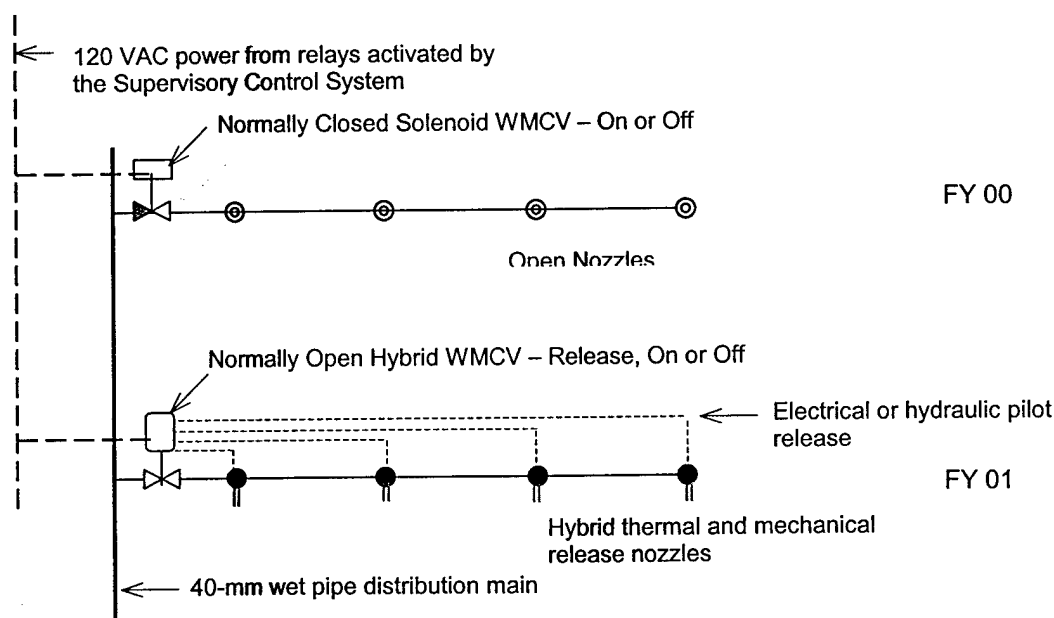 120 VAC power from relays activated by
the Supervisory Control System
Normally Closed Solenoid WMCV – On or Off
FY 00
Open Nozzles
Normally Open Hybrid WMCV – Release, On or Off
Electrical or hydraulic pilot
release
FY 01
Hybrid thermal and mechanical
release nozzles
40-mm wet pipe distribution main